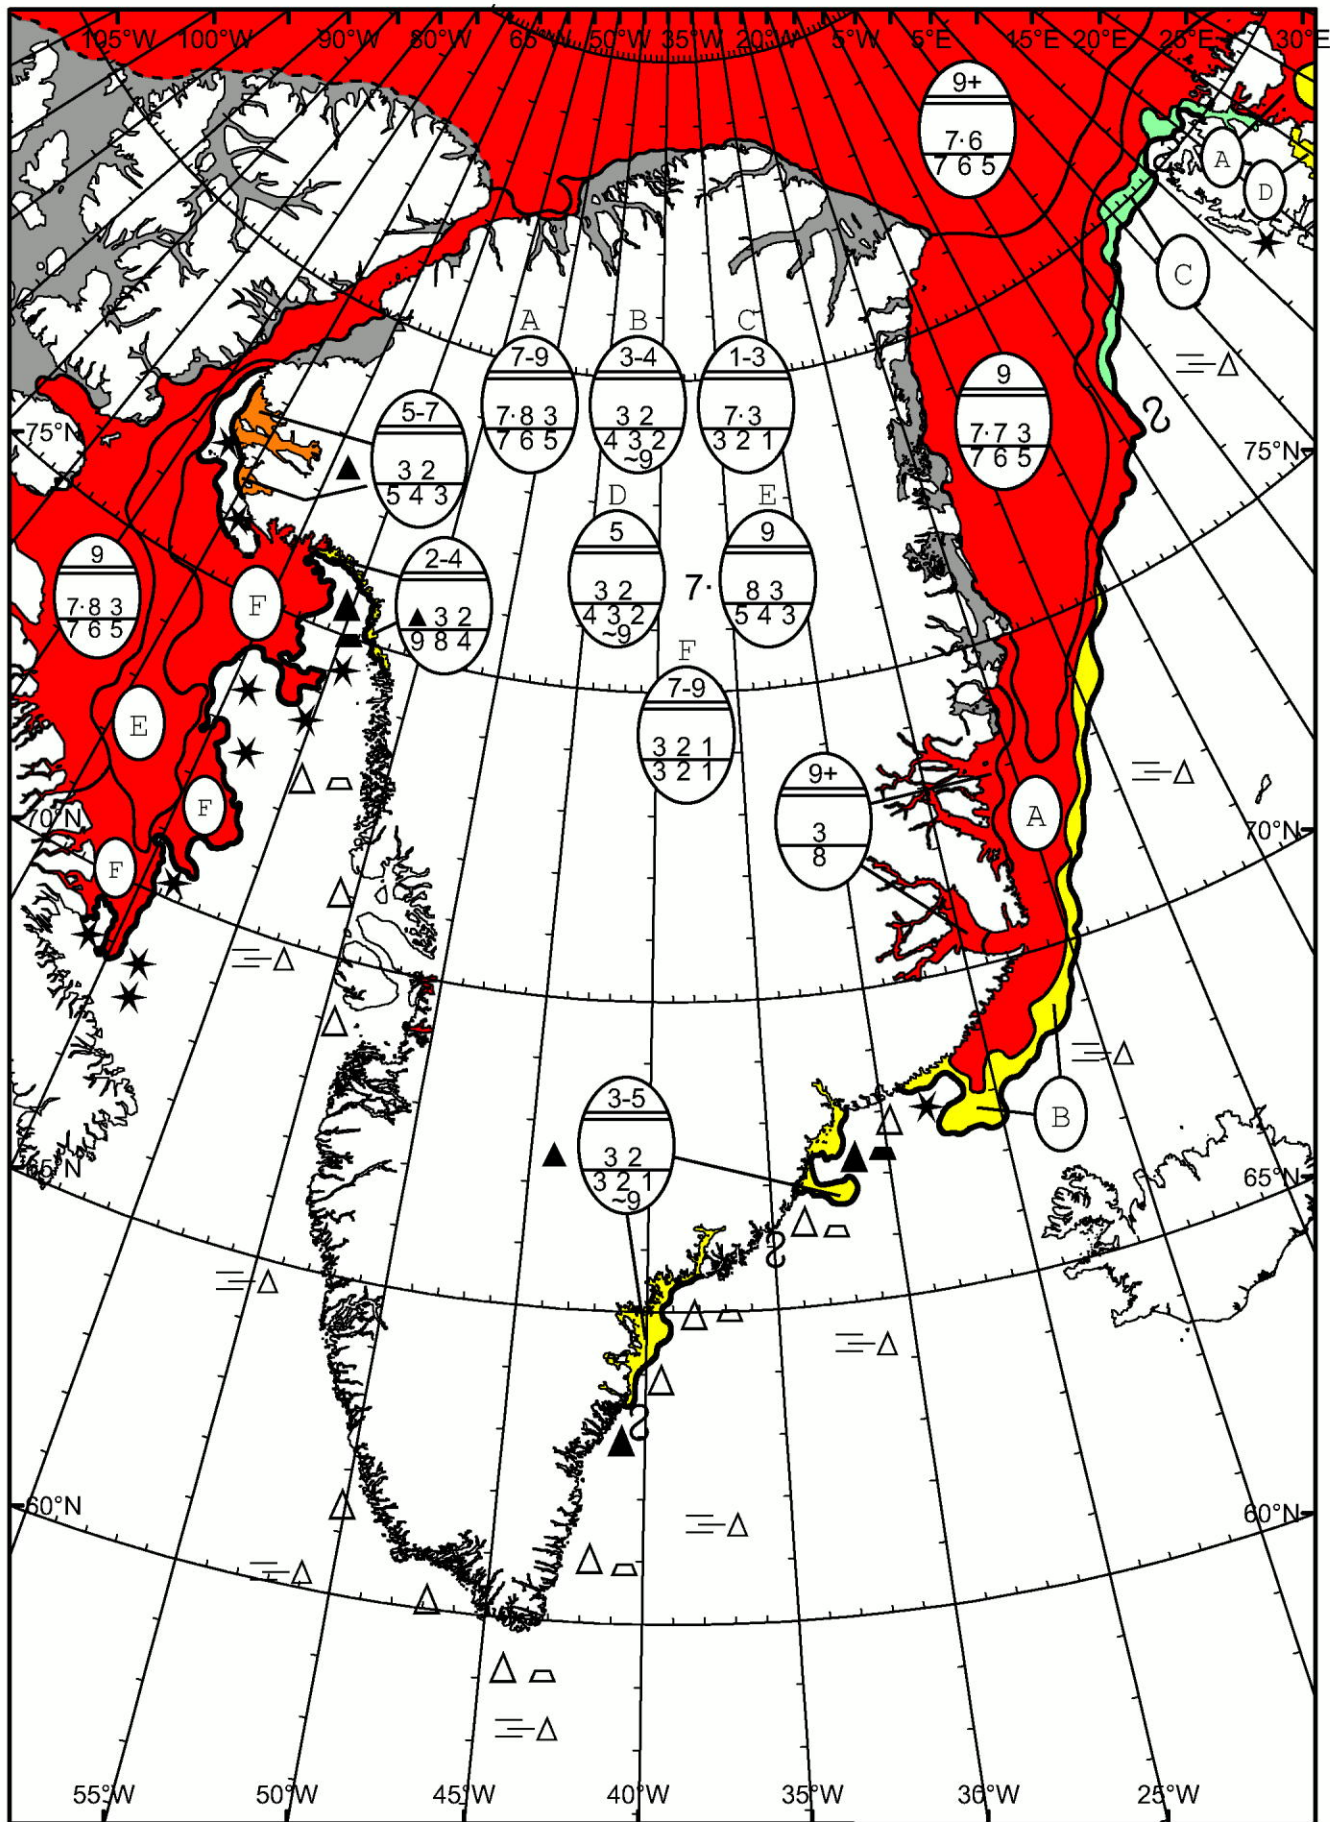 105°W 100°W 90°W 80°W 65°W 50°W 35°W 20°W 5°W 5°E 15°E 20°E 25°E 30°E
9+
7·6
7 6 5
A
D
C
A B C
7-9 3-4 1-3
7·8 3 3 2 7·3
7 6 5 4 3 2 3 2 1
~9
9
7·7 3
7 6 5
75°N
75°N
5-7
3 2
5 4 3
D E
5 9
3 2 7· 8 3
4 3 2 5 4 3
~9
9
7·8 3
7 6 5
F
2-4
▲ 3 2
9 8 4
F
7-9
3 2 1
3 2 1
E
F
F
9+
3
8
A
70°N
70°N
B
3-5
3 2
3 2 1
~9
65°N
65°N
60°N
60°N
55°W 50°W 45°W 40°W 35°W 30°W 25°W